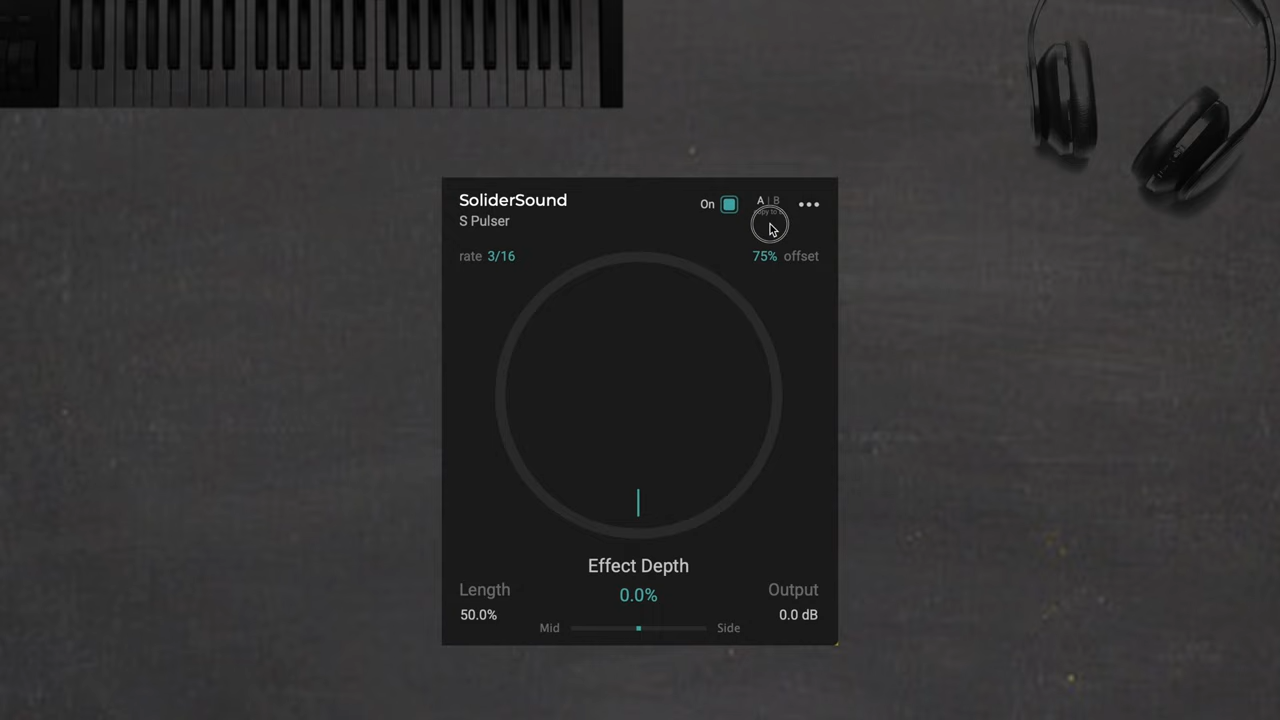 SoliderSound
S Pulser
On
A | B
rate 3/16
75% offset
Effect Depth
0.0%
Length
50.0%
Output
0.0 dB
Mid
Side